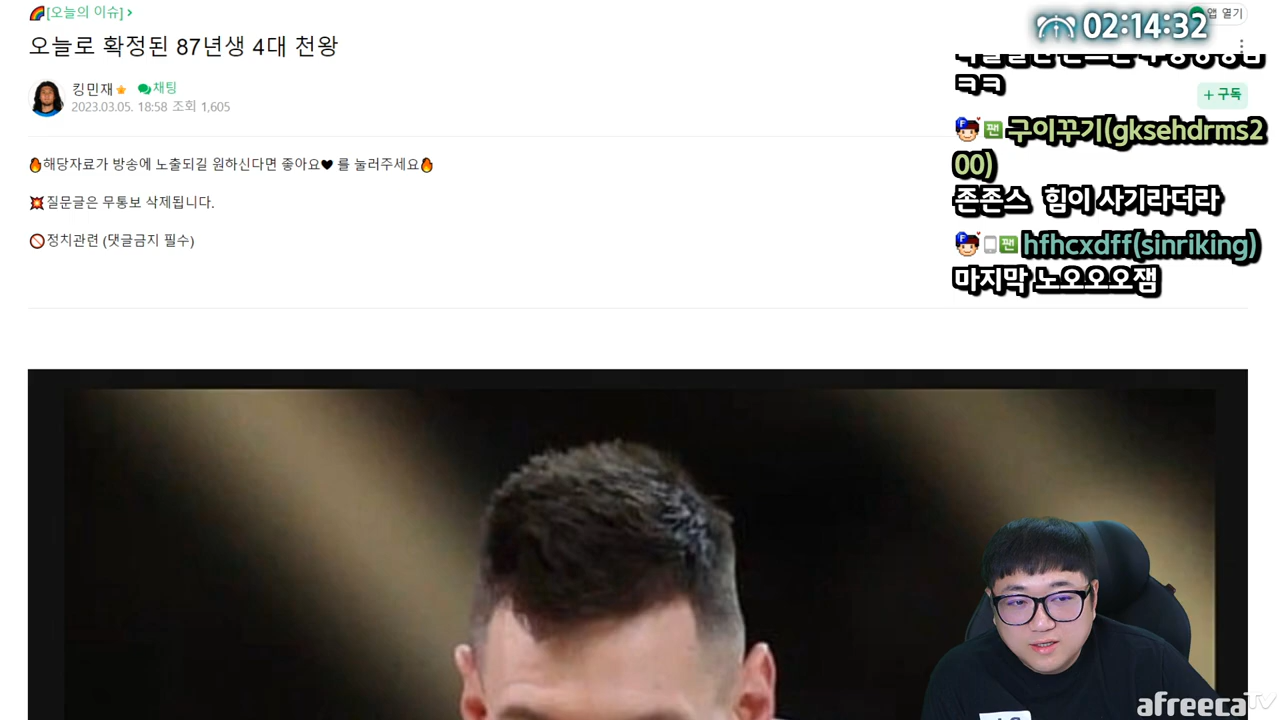 [오늘의 이슈] >
오늘로 확정된 87년생 4대 천왕
킹민재 채팅
2023.03.05. 18:58 조회 1,605
해당자료가 방송에 노출되길 원하신다면 좋아요🖤 를 눌러주세요
질문글은 무통보 삭제됩니다.
정치관련 (댓글금지 필수)
앱 열기
02:14:32
ㅋㅋ
+ 구독
F 팬 구이꾸기(gksehdrms2
00)
존존스 힘이 사기라더라
F 팬 hfhcxdff(sinriking)
마지막 노오오오잼
afreecaTV